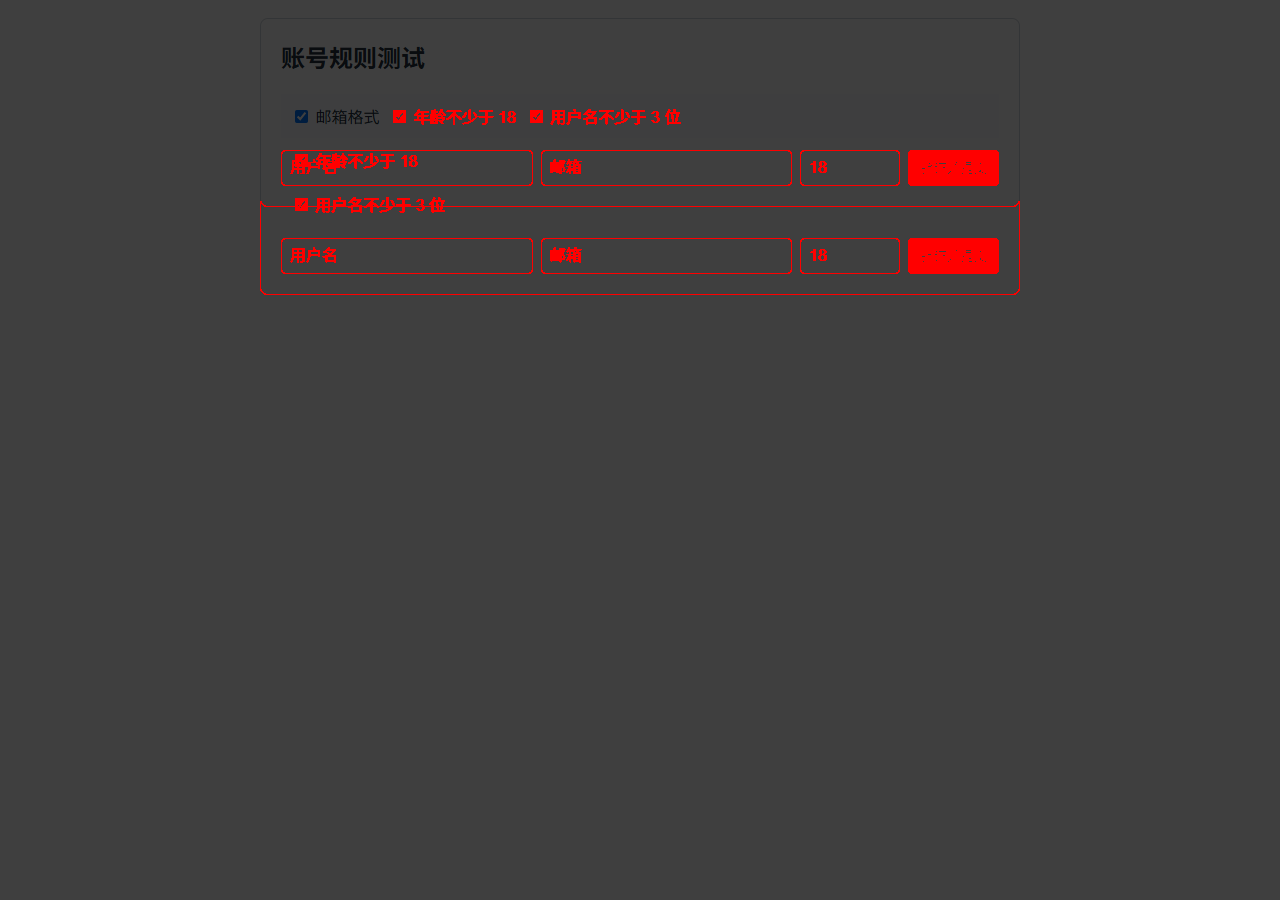 账号规则测试
邮箱格式 年龄不少于 18 用户名不少于 3 位
年龄不少于 18
用户名 邮箱 18
用户名不少于 3 位
用户名 邮箱 18